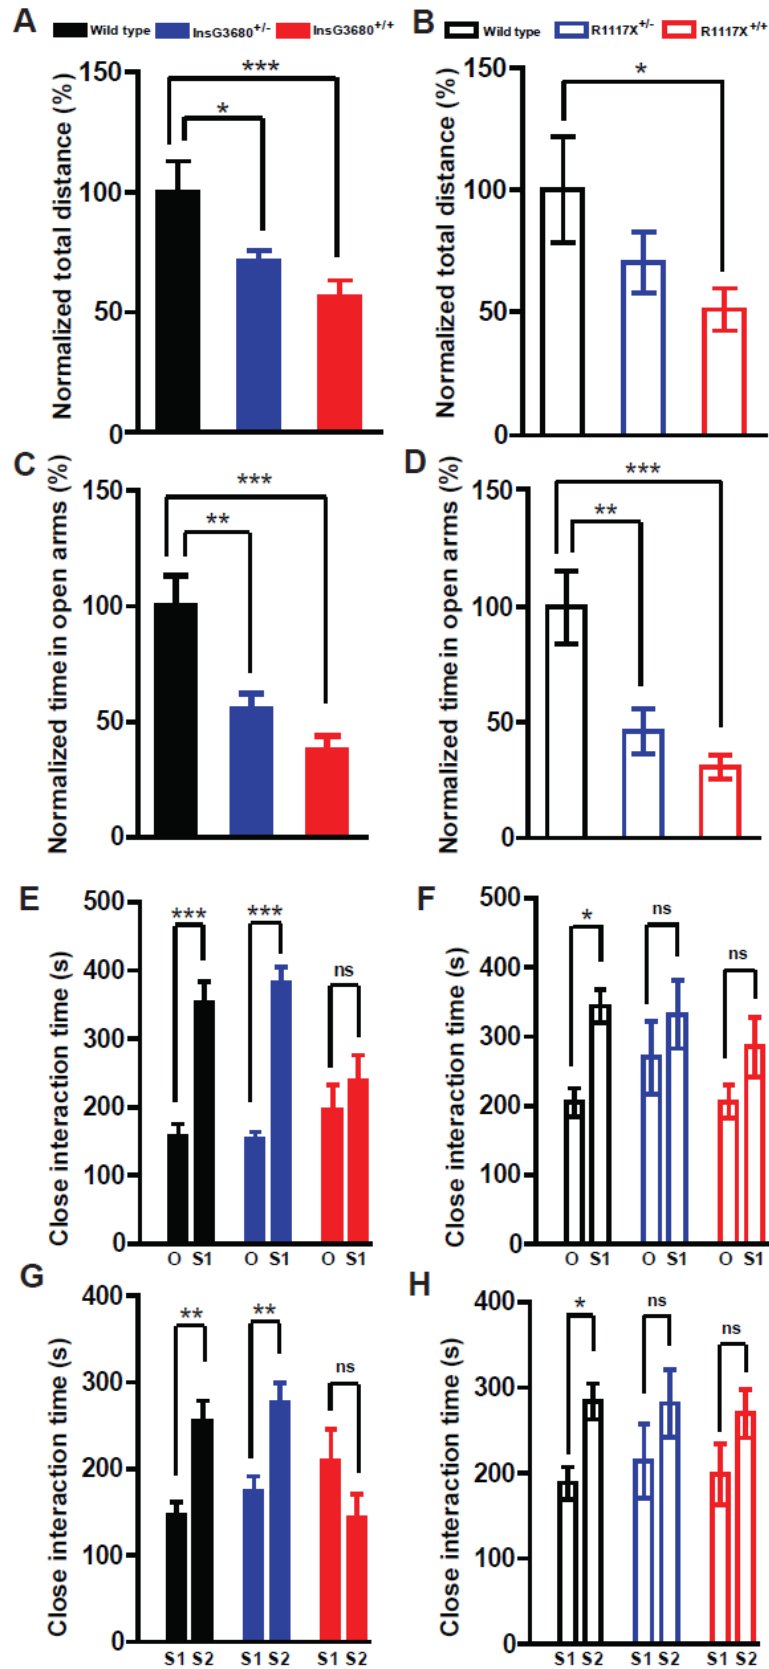 A Wild type InsG3680+/- InsG3680+/+
B Wild type R1117X+/- R1117X+/+
Normalized total distance (%)
150
100
50
0
***
*
Normalized total distance (%)
150
100
50
0
*
C
Normalized time in open arms (%)
150
100
50
0
***
**
D
Normalized time in open arms (%)
150
100
50
0
***
**
E
Close interaction time (s)
500
400
300
200
100
0
*** *** ns
O S1 O S1 O S1
F
Close interaction time (s)
500
400
300
200
100
0
* ns ns
O S1 O S1 O S1
G
Close interaction time (s)
400
300
200
100
0
** ** ns
S1 S2 S1 S2 S1 S2
H
Close interaction time (s)
400
300
200
100
0
* ns ns
S1 S2 S1 S2 S1 S2